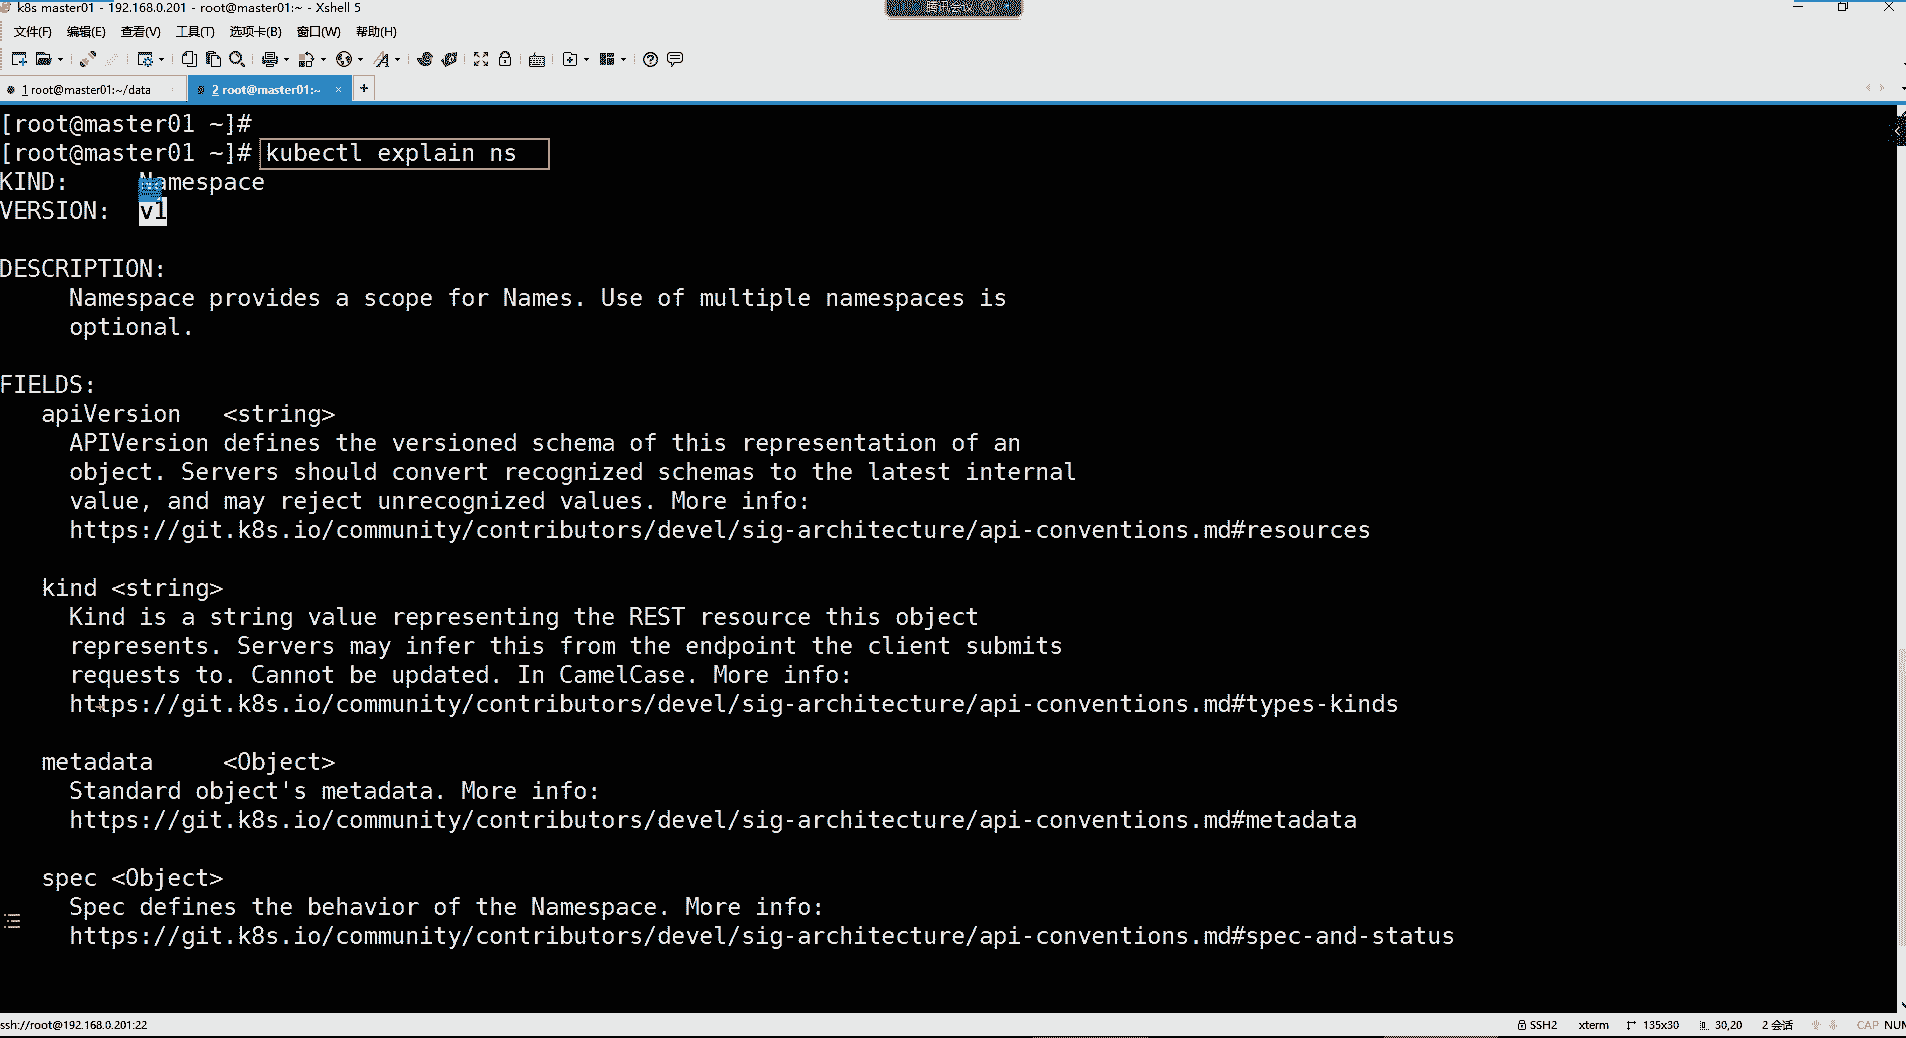 k8s master01 - 192.168.0.201 - root@master01:~ - Xshell 5
腾讯会议
文件(F) 编辑(E) 查看(V) 工具(T) 选项卡(B) 窗口(W) 帮助(H)
1 root@master01:~/data
2 root@master01:~
[root@master01 ~]#
[root@master01 ~]# kubectl explain ns
KIND:     Namespace
VERSION:  v1
DESCRIPTION:
Namespace provides a scope for Names. Use of multiple namespaces is
optional.
FIELDS:
apiVersion   <string>
APIVersion defines the versioned schema of this representation of an
object. Servers should convert recognized schemas to the latest internal
value, and may reject unrecognized values. More info:
https://git.k8s.io/community/contributors/devel/sig-architecture/api-conventions.md#resources
kind <string>
Kind is a string value representing the REST resource this object
represents. Servers may infer this from the endpoint the client submits
requests to. Cannot be updated. In CamelCase. More info:
https://git.k8s.io/community/contributors/devel/sig-architecture/api-conventions.md#types-kinds
metadata     <Object>
Standard object's metadata. More info:
https://git.k8s.io/community/contributors/devel/sig-architecture/api-conventions.md#metadata
spec <Object>
Spec defines the behavior of the Namespace. More info:
https://git.k8s.io/community/contributors/devel/sig-architecture/api-conventions.md#spec-and-status
ssh://root@192.168.0.201:22
SSH2 xterm 135x30 30,20 2 会话 CAP NUM